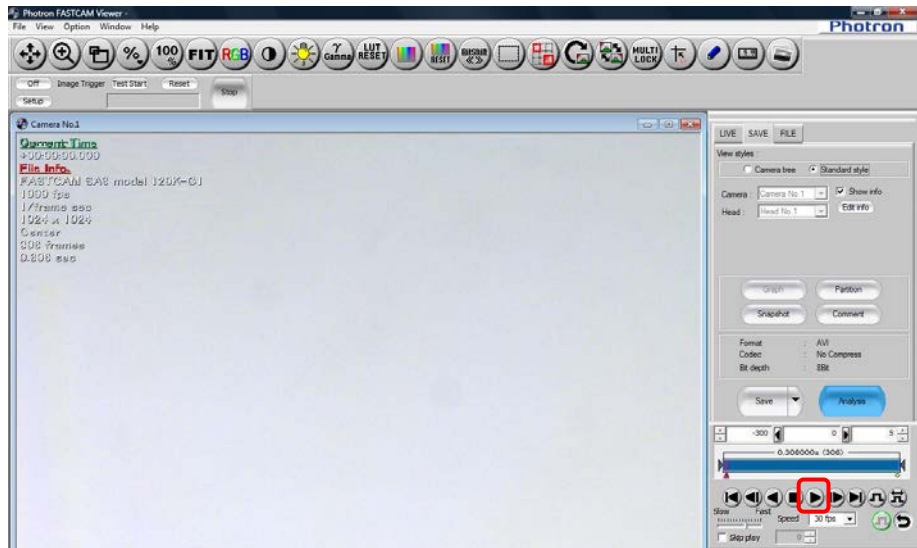 Photron FASTCAM Viewer -
File View Option Window Help
Photron
100 %
FIT
RGB
Gamma
LUT RESET
RESET
MULTI LOCK
Off Image Trigger Test Start Reset
Setup
Stop
Camera No.1
Current Time
+00:00:00.000
File Info.
FASTCAM SA8 model 120K-C1
1000 fps
1/frame sec
1024 x 1024
Center
306 frames
0.306 sec
LIVE SAVE FILE
View styles :
Camera tree Standard style
Camera : Camera No.1 Show info
Head : Head No.1 Edit info
Graph Partition
Snapshot Comment
Format : AVI
Codec : No Compress
Bit depth : 8Bit
Save Analysis
-300 0 5
0.306000s (306)
Slow Fast Speed 30 fps
Skip play 0